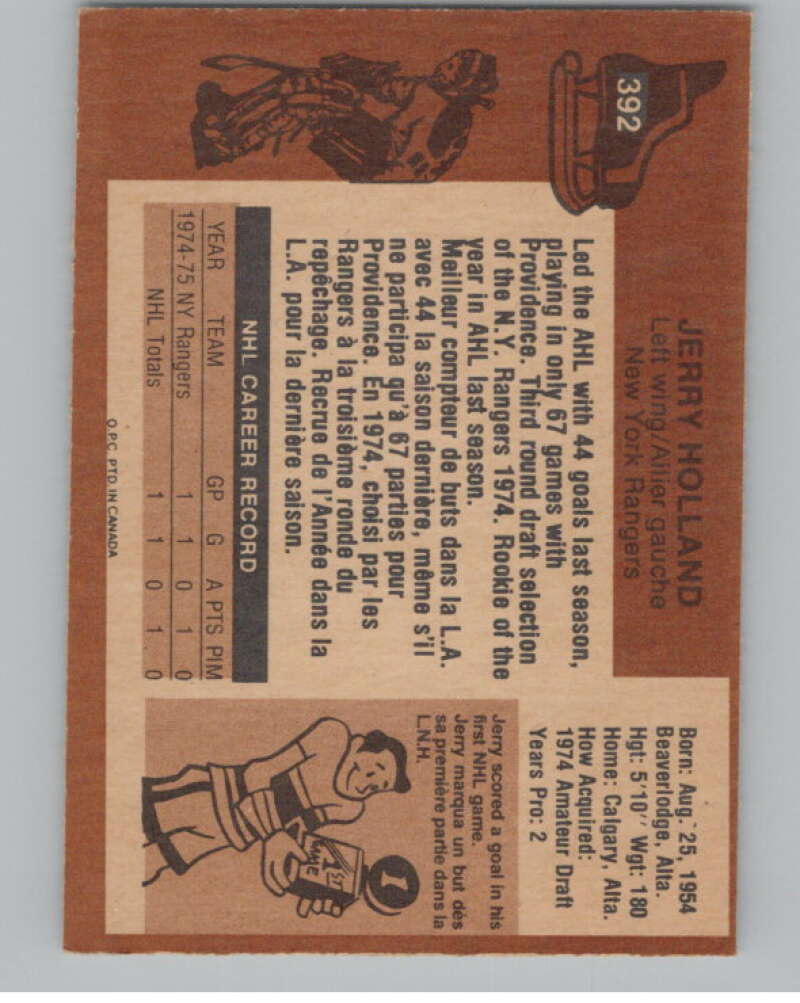 392
JERRY HOLLAND
Left wing/Ailier gauche
New York Rangers
Born: Aug. 25, 1954
Beaverlodge, Alta.
Hgt: 5'10" Wgt: 180
Home: Calgary, Alta.
How Acquired:
1974 Amateur Draft
Years Pro: 2
Led the AHL with 44 goals last season,
playing in only 67 games with
Providence. Third round draft selection
of the N.Y. Rangers 1974. Rookie of the
year in AHL last season.
Meilleur compteur de buts dans la L.A.
avec 44 la saison dernière, même s'il
ne participa qu'à 67 parties pour
Providence. En 1974, choisi par les
Rangers à la troisième ronde du
repêchage. Recrue de l'Année dans la
L.A. pour la dernière saison.
NHL CAREER RECORD
YEAR TEAM GP G A PTS PIM
1974-75 NY Rangers 1 1 0 1 0
NHL Totals 1 1 0 1 0
Jerry scored a goal in his
first NHL game.
Jerry marqua un but dès
sa première partie dans la
L.N.H.
1
1ST
O.P.C. PTD. IN CANADA